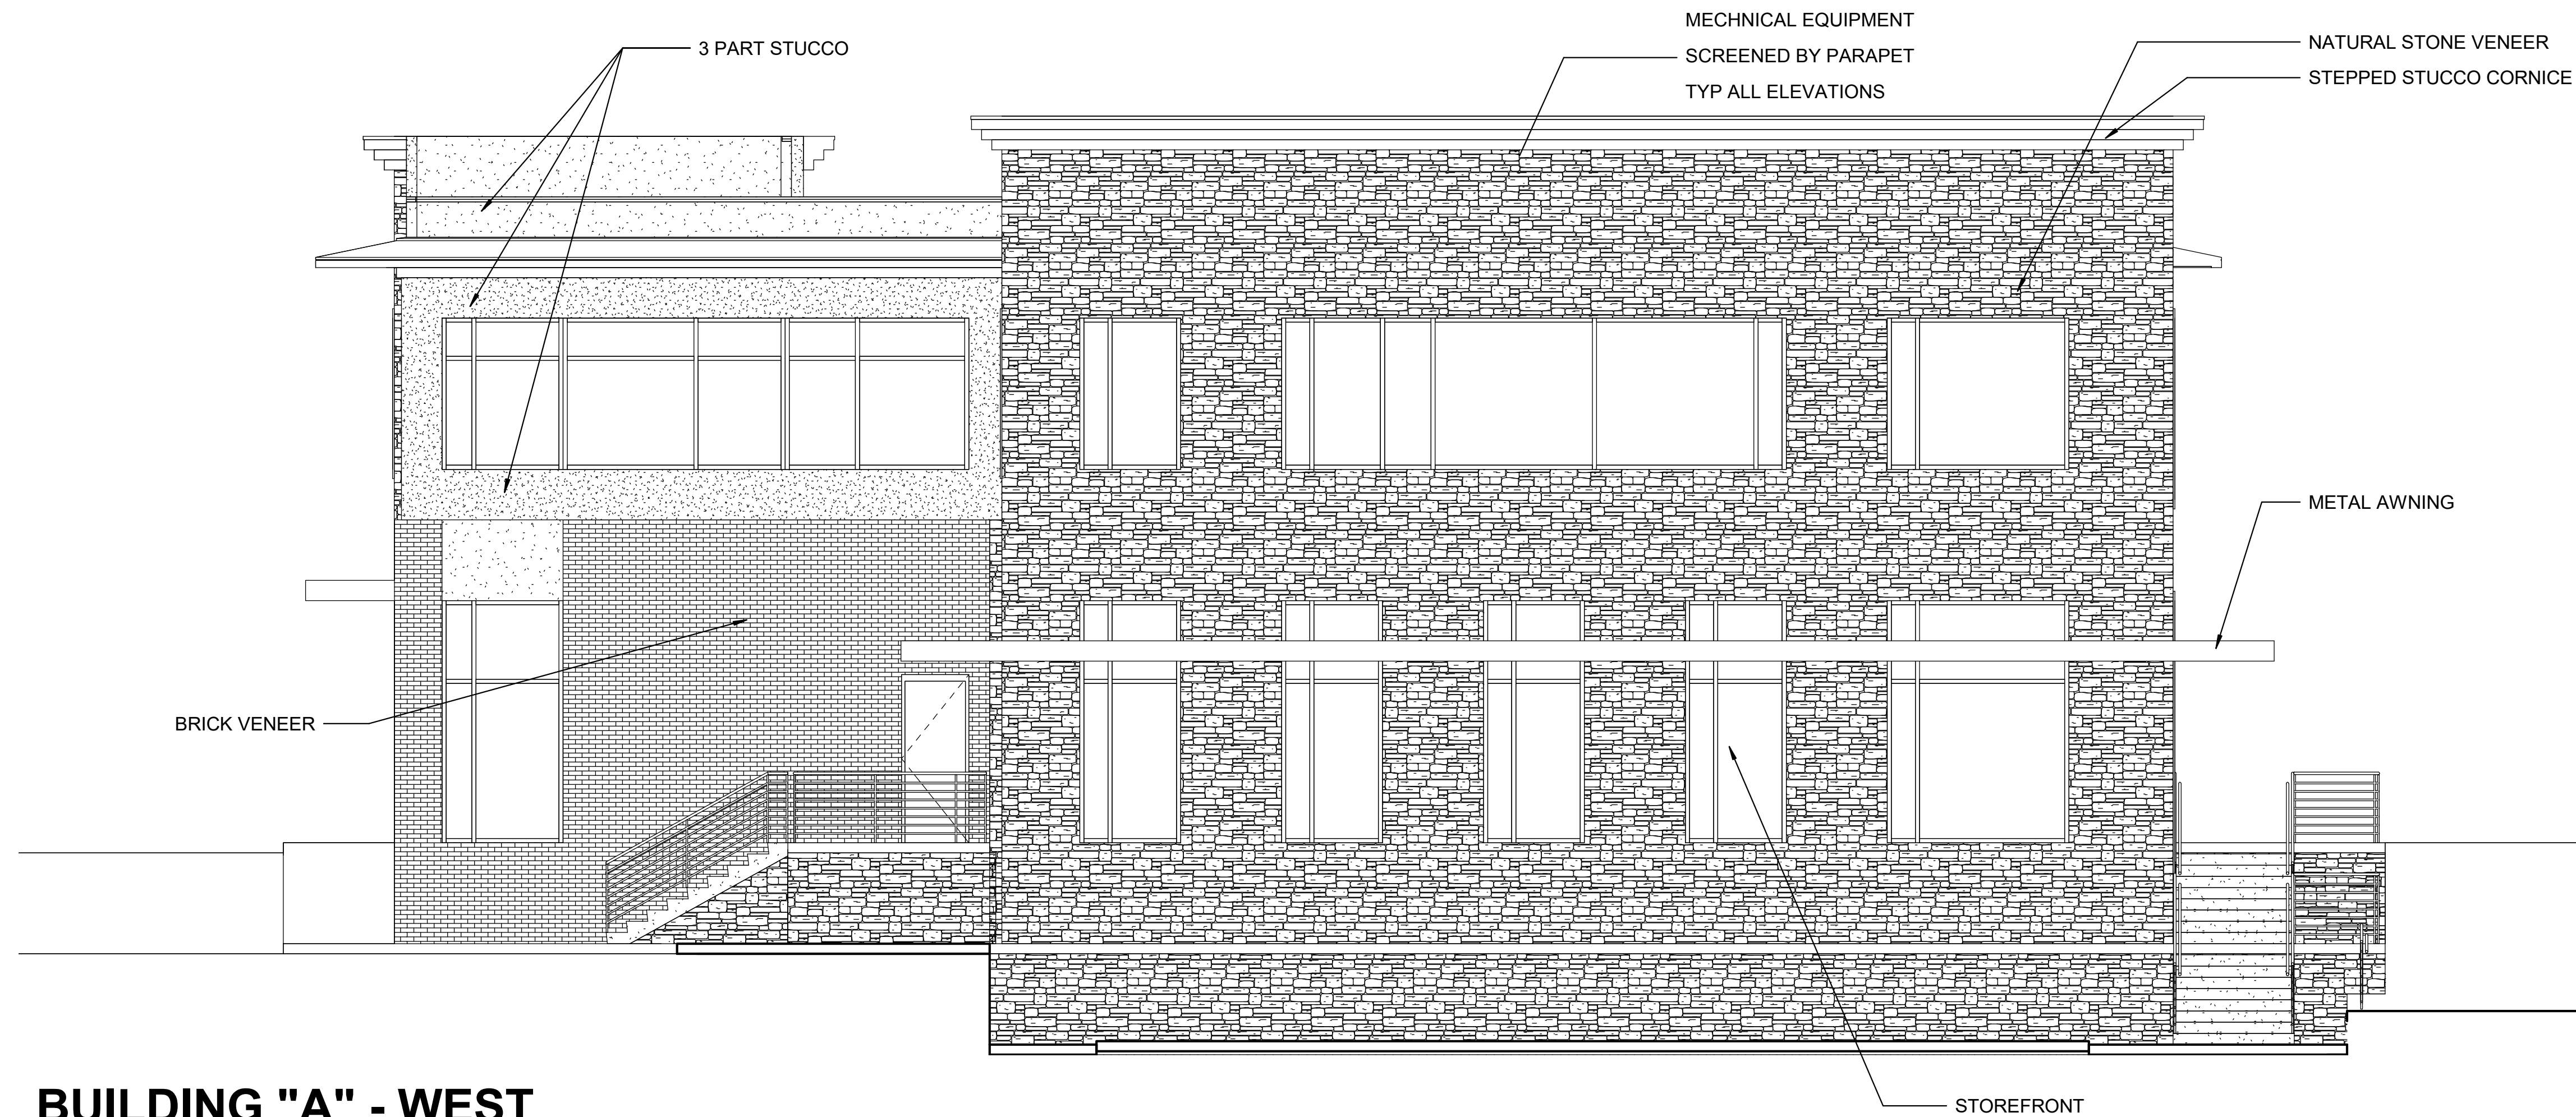 MECHNICAL EQUIPMENT
SCREENED BY PARAPET
TYP ALL ELEVATIONS
3 PART STUCCO
NATURAL STONE VENEER
STEPPED STUCCO CORNICE
METAL AWNING
BRICK VENEER
STOREFRONT
BUILDING "A" - WEST